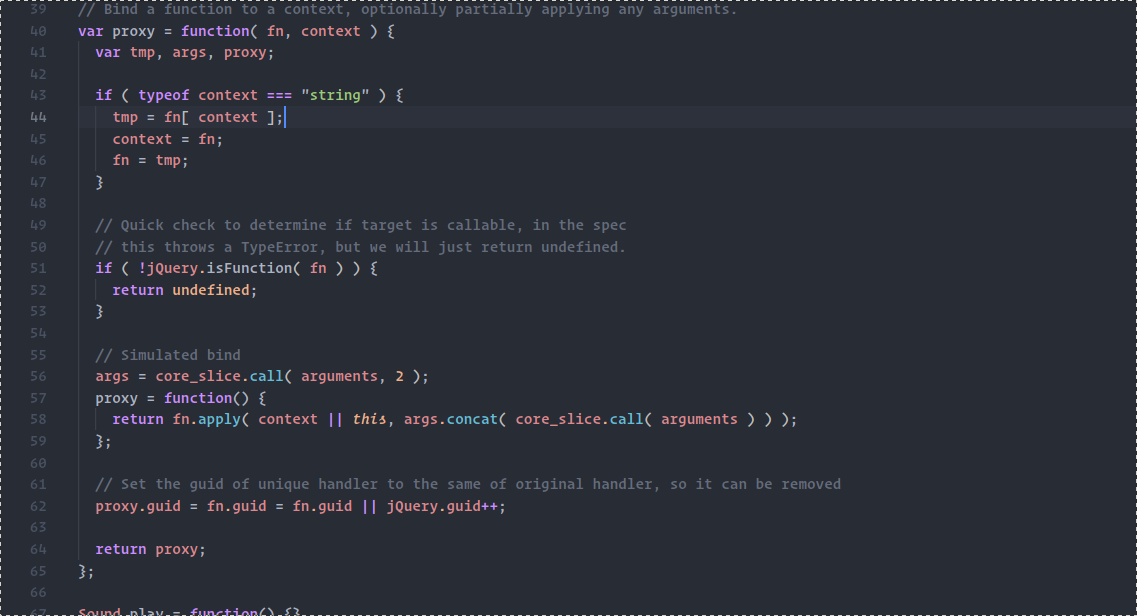 39 // Bind a function to a context, optionally partially applying any arguments.
40 var proxy = function( fn, context ) {
41   var tmp, args, proxy;
42
43   if ( typeof context === "string" ) {
44     tmp = fn[ context ];
45     context = fn;
46     fn = tmp;
47   }
48
49   // Quick check to determine if target is callable, in the spec
50   // this throws a TypeError, but we will just return undefined.
51   if ( !jQuery.isFunction( fn ) ) {
52     return undefined;
53   }
54
55   // Simulated bind
56   args = core_slice.call( arguments, 2 );
57   proxy = function() {
58     return fn.apply( context || this, args.concat( core_slice.call( arguments ) ) );
59   };
60
61   // Set the guid of unique handler to the same of original handler, so it can be removed
62   proxy.guid = fn.guid = fn.guid || jQuery.guid++;
63
64   return proxy;
65 };
66
67 Sound.play = function() {}